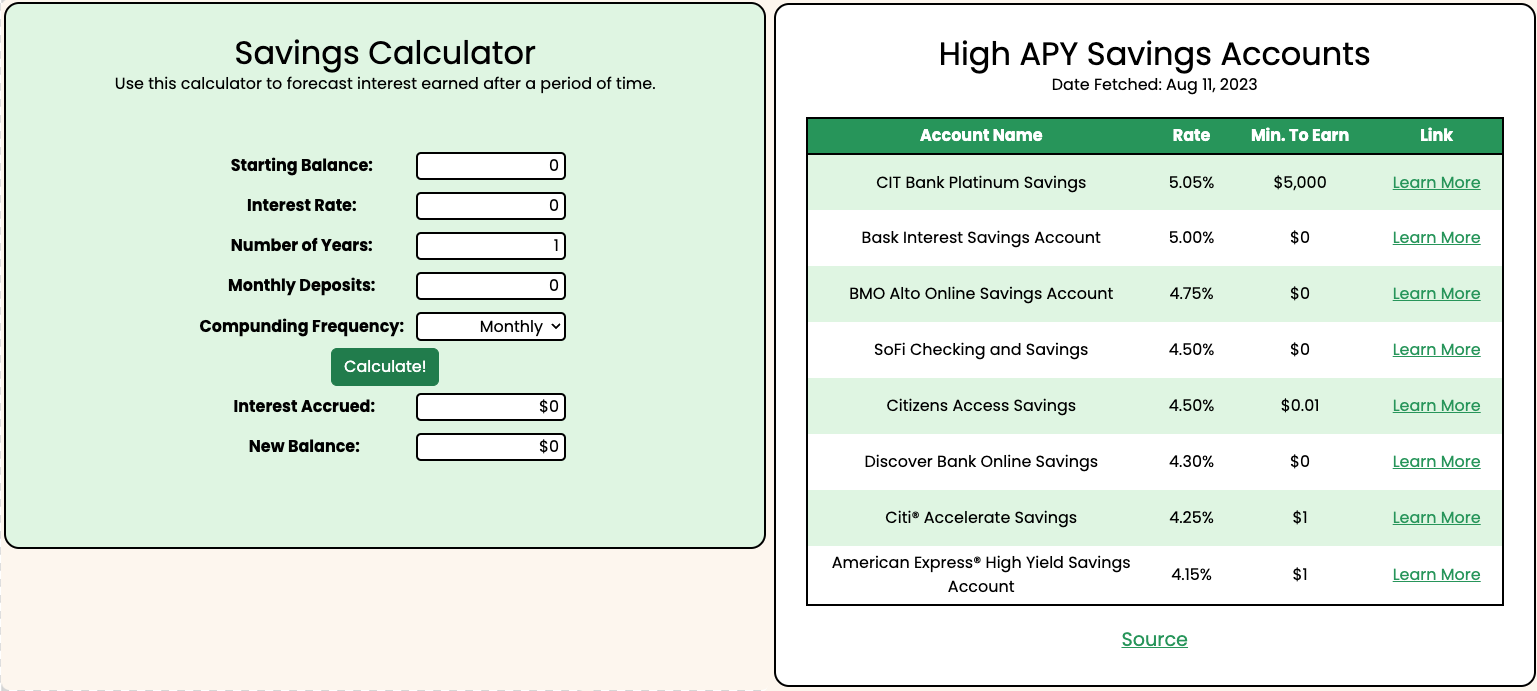 Savings Calculator
Use this calculator to forecast interest earned after a period of time.
Starting Balance: 0
Interest Rate: 0
Number of Years: 1
Monthly Deposits: 0
Compunding Frequency: Monthly
Calculate!
Interest Accrued: $0
New Balance: $0
High APY Savings Accounts
Date Fetched: Aug 11, 2023
Account Name Rate Min. To Earn Link
CIT Bank Platinum Savings 5.05% $5,000 Learn More
Bask Interest Savings Account 5.00% $0 Learn More
BMO Alto Online Savings Account 4.75% $0 Learn More
SoFi Checking and Savings 4.50% $0 Learn More
Citizens Access Savings 4.50% $0.01 Learn More
Discover Bank Online Savings 4.30% $0 Learn More
Citi® Accelerate Savings 4.25% $1 Learn More
American Express® High Yield Savings
Account 4.15% $1 Learn More
Source